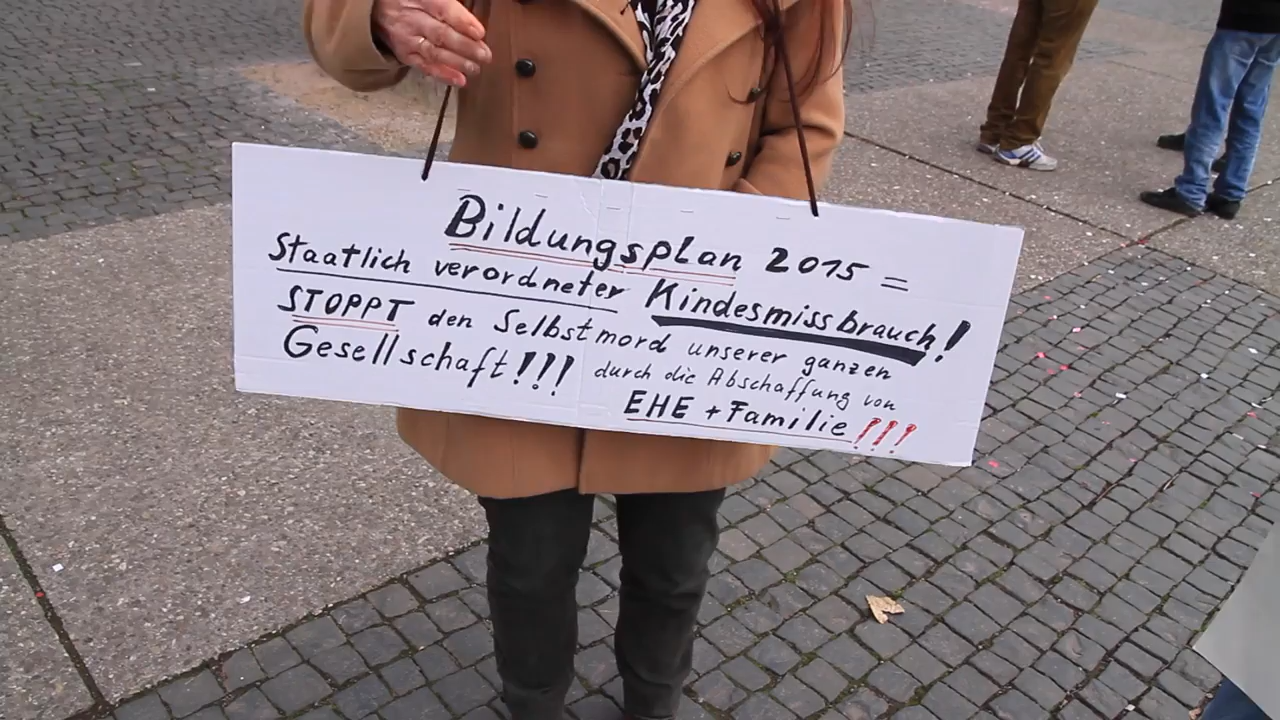 Bildungsplan 2015 =
Staatlich verordneter Kindesmissbrauch!
STOPPT den Selbstmord unserer ganzen
Gesellschaft!!! durch die Abschaffung von
EHE + Familie!!!